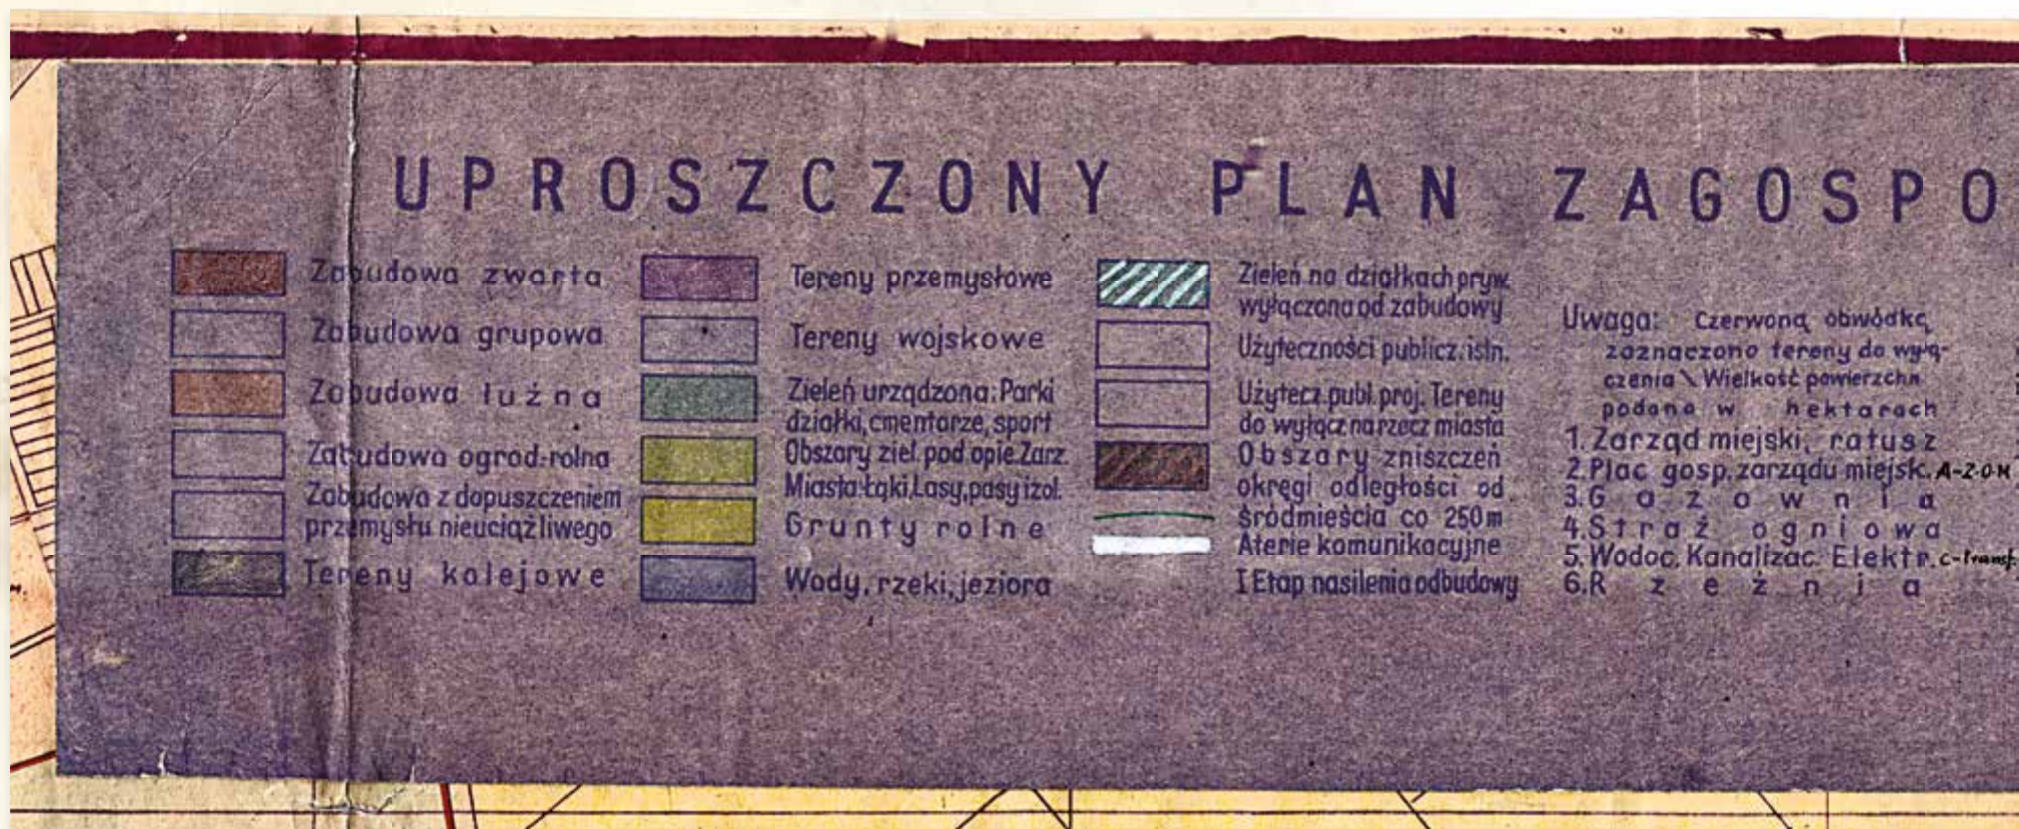 UPROSZCZONY PLAN ZAGOSPO
Zabudowa zwarta
Zabudowa grupowa
Zabudowa luźna
Zabudowa ogrod-rolna
Zabudowa z dopuszczeniem
przemysłu nieuciążliwego
Tereny kolejowe
Tereny przemysłowe
Tereny wojskowe
Zieleń urządzona: Parki
działki, cmentarze, sport
Obszary ziel. pod opie. Zarz.
Miasta-Łąki, Lasy, pasy izol.
Grunty rolne
Wody, rzeki, jeziora
Zieleń na działkach pryw.
wyłączona od zabudowy
Użyteczności publicz. istn.
Użytecz. publ. proj. Tereny
do wyłącz na rzecz miasta
Obszary zniszczeń
okręgi odległości od
śródmieścia co 250m
Aterie komunikacyjne
I Etap nasilenia odbudowy
Uwaga: Czerwoną obwódką
zaznaczono tereny do wyłą-
czenia \ Wielkość powierzchn
podano w hektarach
1. Zarząd miejski, ratusz
2. Plac gosp. zarządu miejsk. A-Z.O.M
3. Gazownia
4. Straż ogniowa
5. Wodoc. Kanalizac. Elektr. c-transf.
6. Rzeźnia